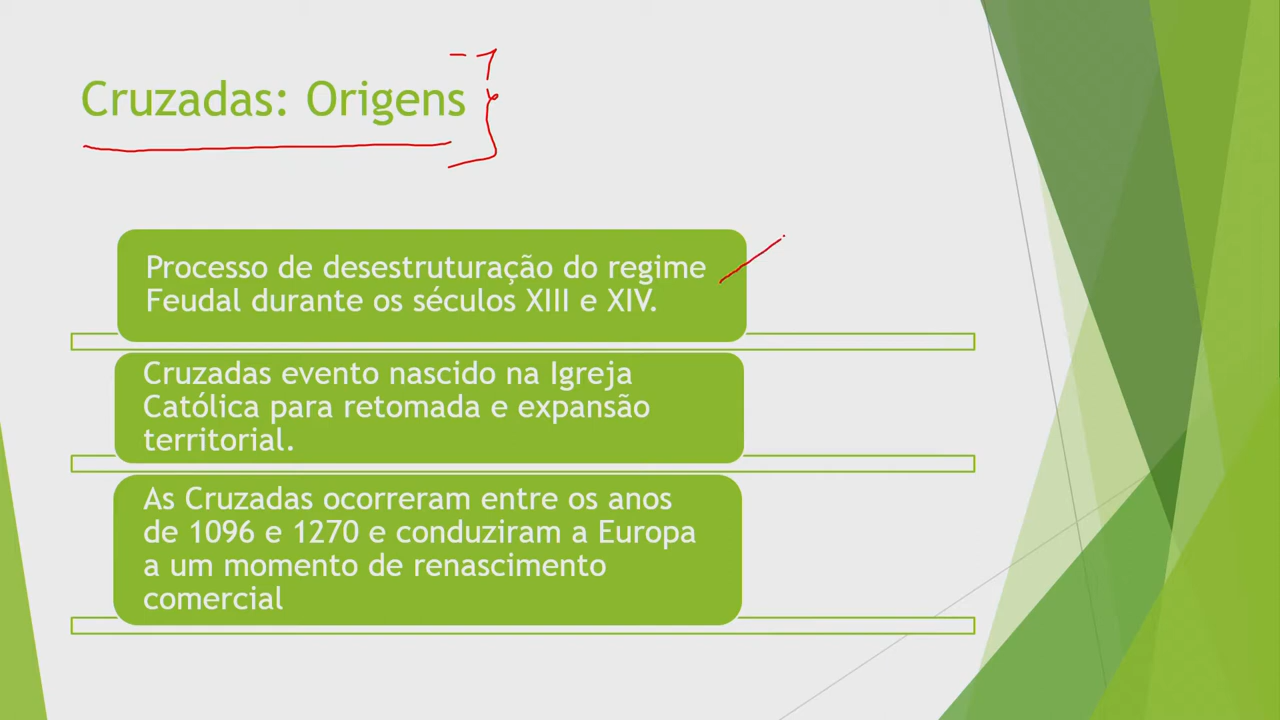 Cruzadas: Origens
Processo de desestruturação do regime
Feudal durante os séculos XIII e XIV.
Cruzadas evento nascido na Igreja
Católica para retomada e expansão
territorial.
As Cruzadas ocorreram entre os anos
de 1096 e 1270 e conduziram a Europa
a um momento de renascimento
comercial